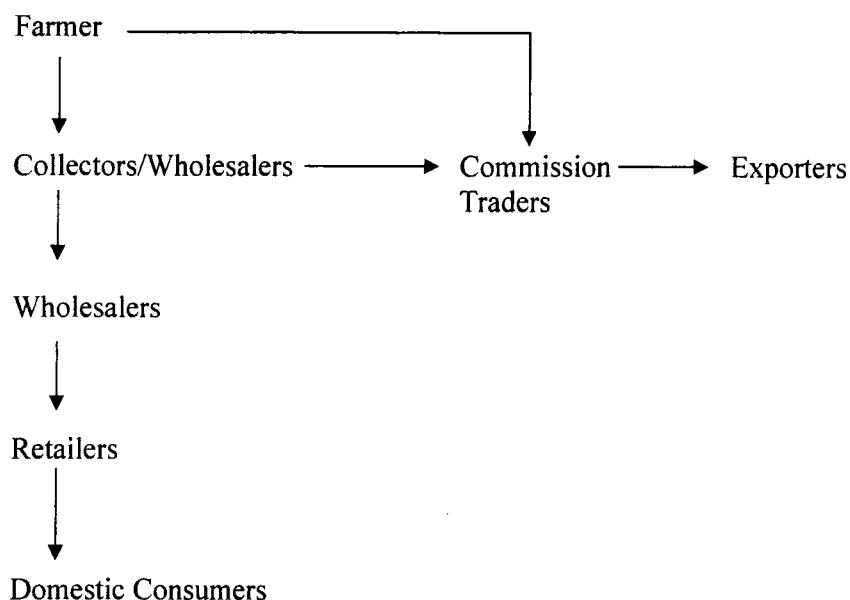 Farmer
Collectors/Wholesalers
Commission
Traders
Exporters
Wholesalers
Retailers
Domestic Consumers